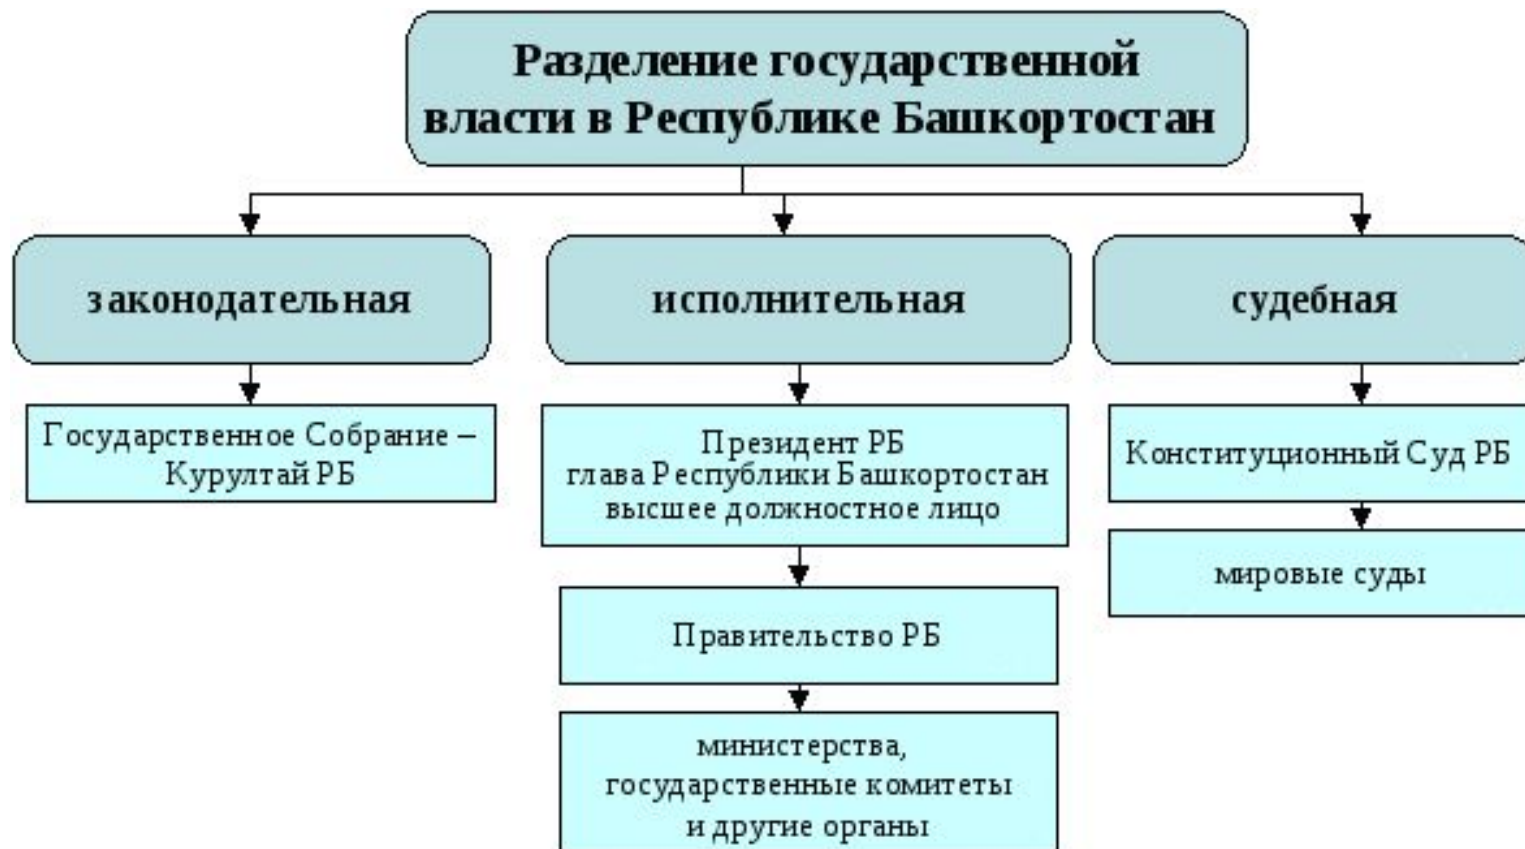 Разделение государственной
власти в Республике Башкортостан
законодательная
исполнительная
судебная
Государственное Собрание –
Курултай РБ
Президент РБ
глава Республики Башкортостан
высшее должностное лицо
Конституционный Суд РБ
мировые суды
Правительство РБ
министерства,
государственные комитеты
и другие органы